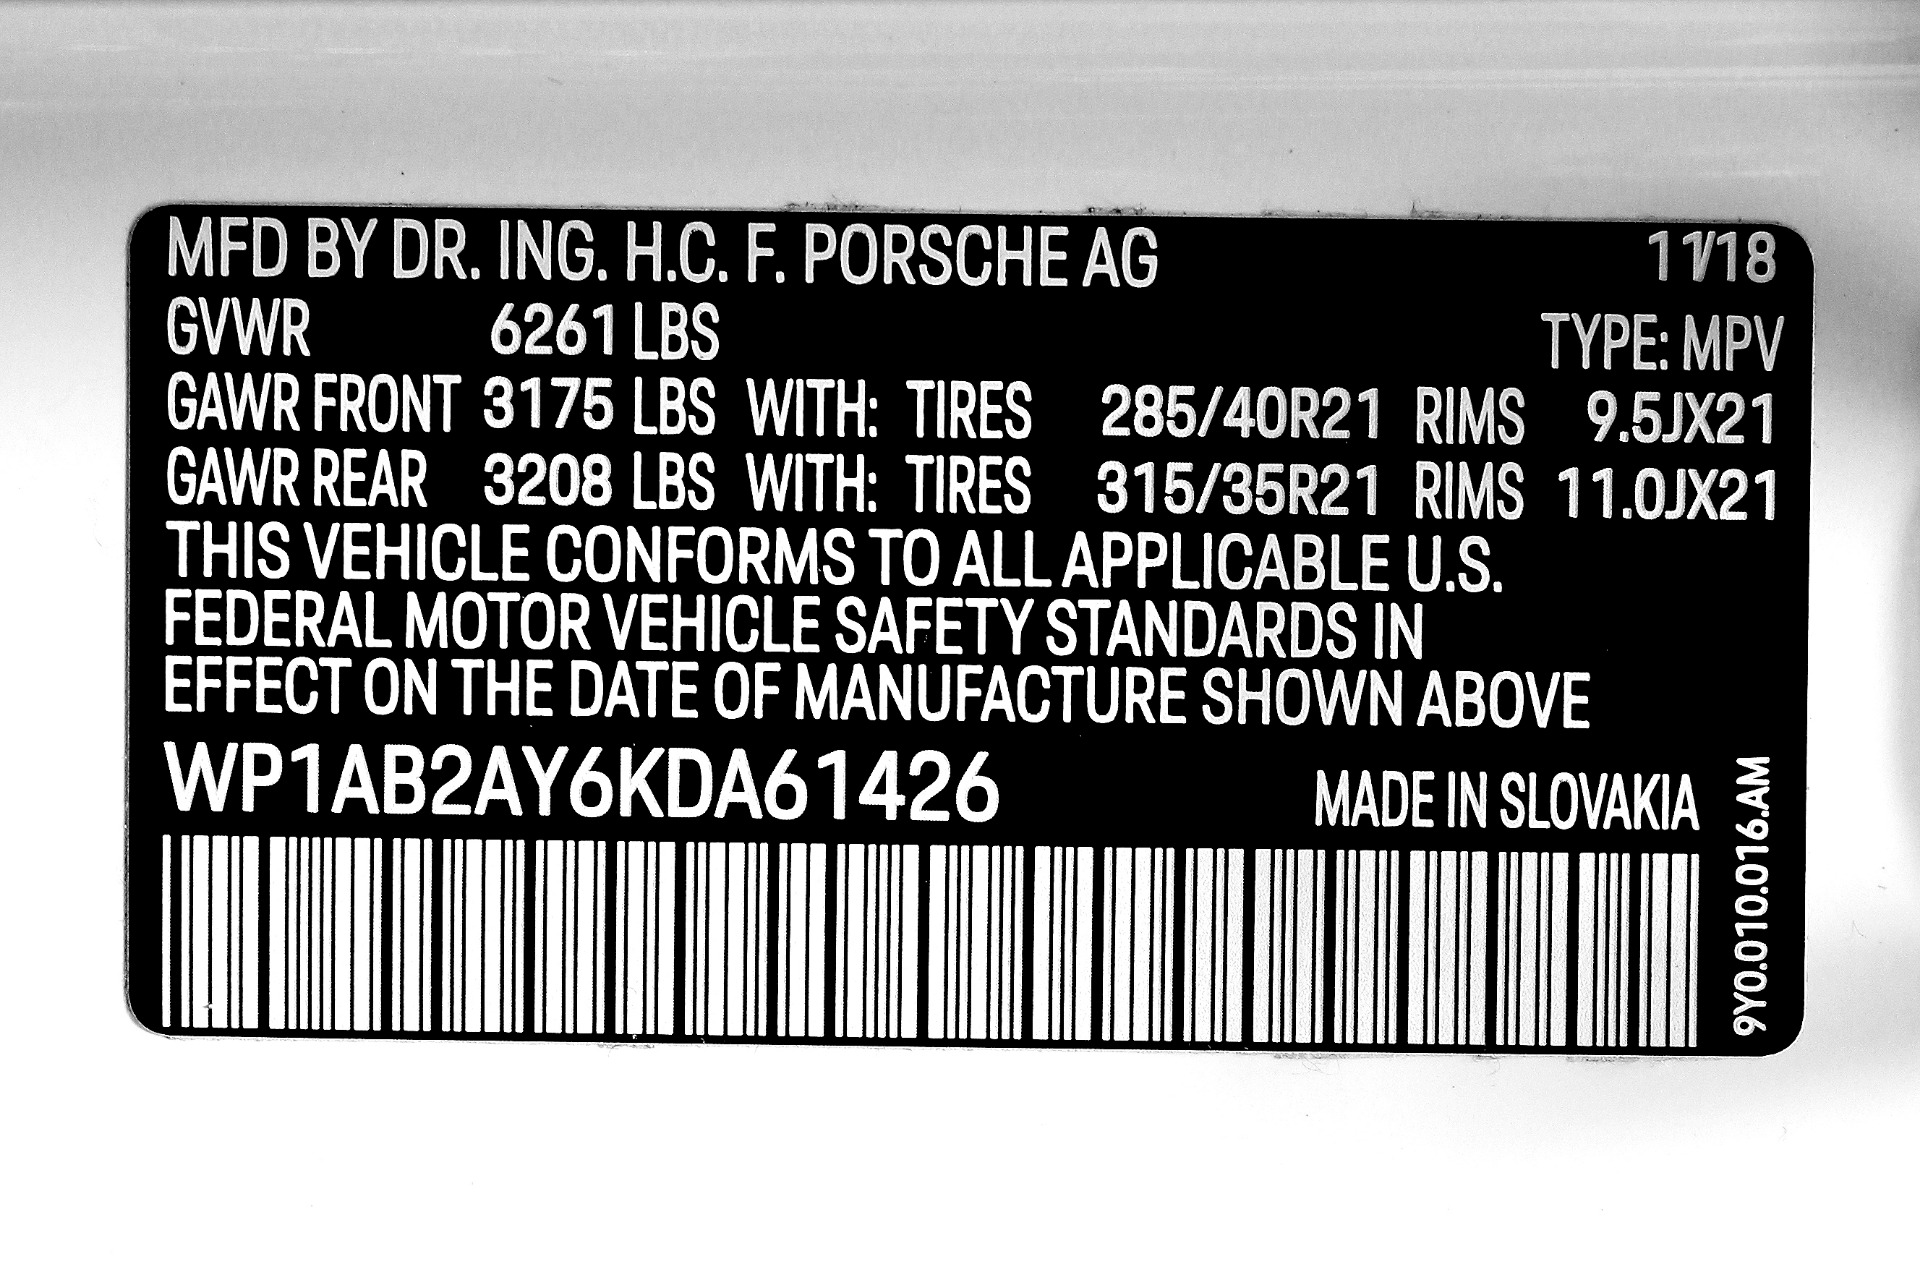 MFD BY DR. ING. H.C. F. PORSCHE AG 11/18
GVWR 6261 LBS TYPE: MPV
GAWR FRONT 3175 LBS WITH: TIRES 285/40R21 RIMS 9.5JX21
GAWR REAR 3208 LBS WITH: TIRES 315/35R21 RIMS 11.0JX21
THIS VEHICLE CONFORMS TO ALL APPLICABLE U.S.
FEDERAL MOTOR VEHICLE SAFETY STANDARDS IN
EFFECT ON THE DATE OF MANUFACTURE SHOWN ABOVE
WP1AB2AY6KDA61426 MADE IN SLOVAKIA
9Y0.010.016.AM